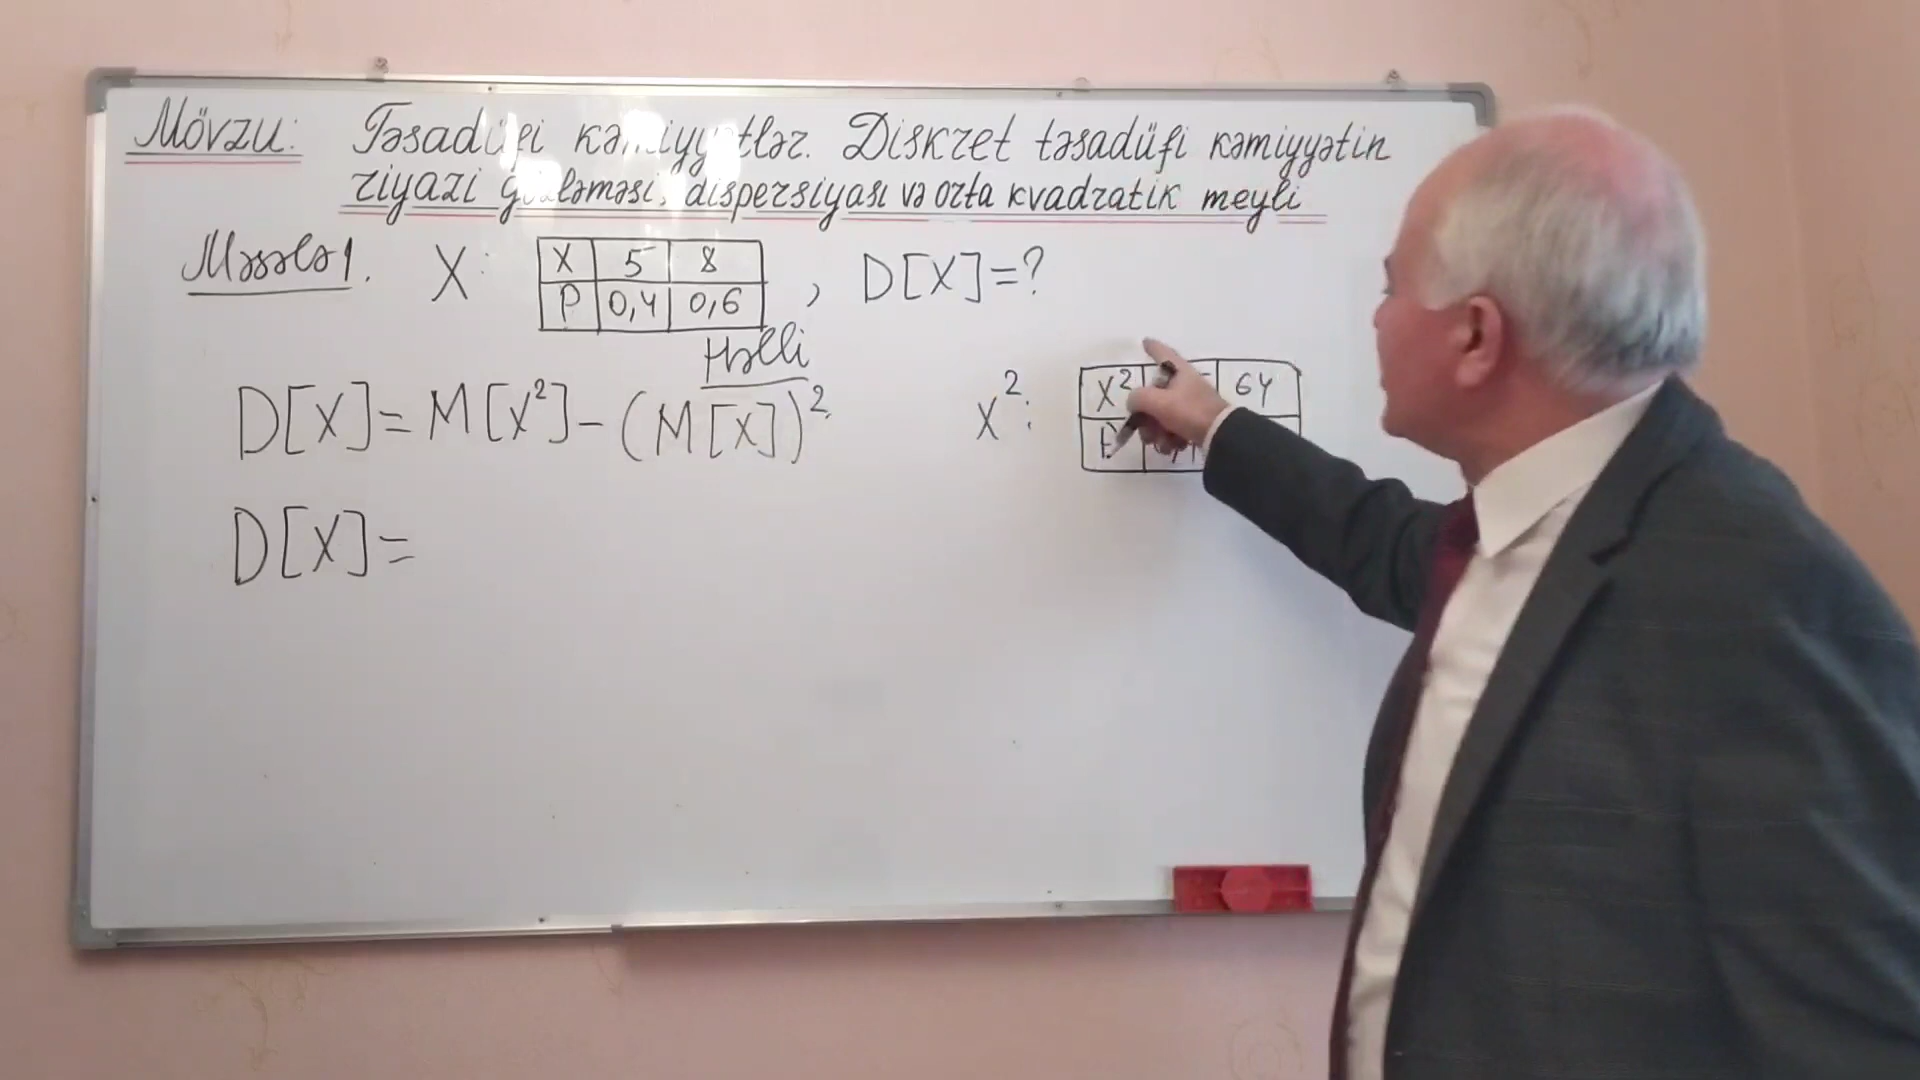 Mövzu: Təsadüfi kəmiyyətlər. Diskret təsadüfi kəmiyyətin
riyazi gözləməsi, dispersiyası və orta kvadratik meyli
Məsələ 1. X: X 5 8 , D[X]=?
P 0,4 0,6
Həlli
D[X]=M[X²]-(M[X])². X²: X² 64
P
D[X]=